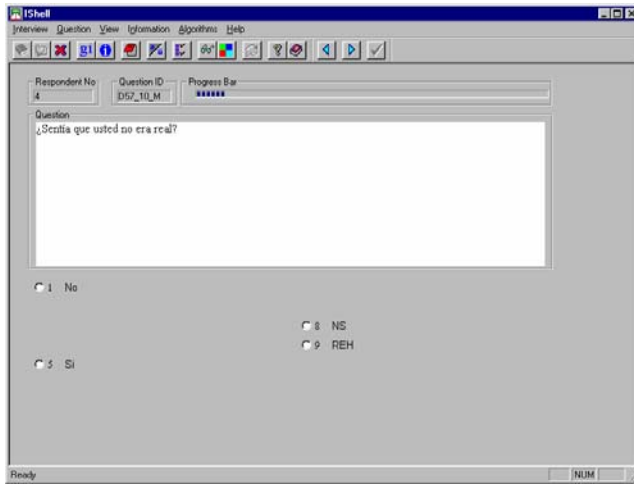 IShell
Interview Question View Information Algorithms Help
gi
Respondent No Question ID Progress Bar
4 D57_10_M
Question
¿Sentía que usted no era real?
1 No
8 NS
9 REH
5 Sí
Ready NUM